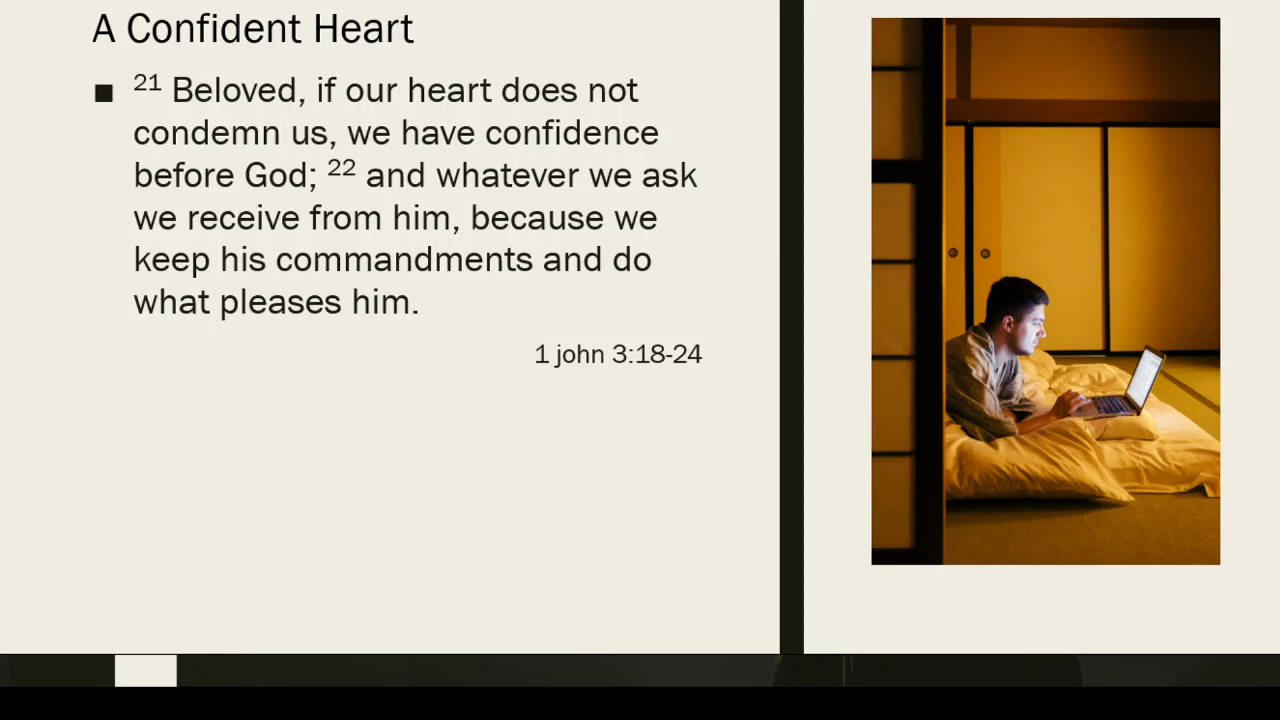 A Confident Heart
■ 21 Beloved, if our heart does not
condemn us, we have confidence
before God; 22 and whatever we ask
we receive from him, because we
keep his commandments and do
what pleases him.
1 john 3:18-24